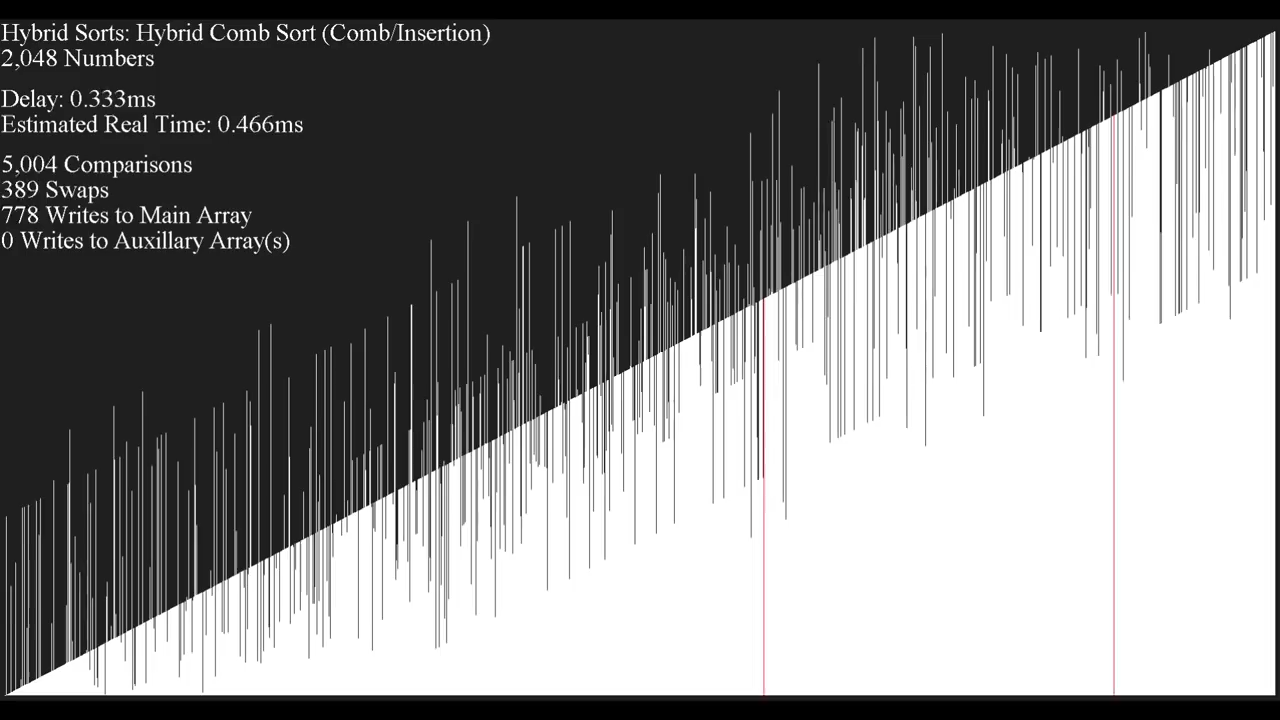 Hybrid Sorts: Hybrid Comb Sort (Comb/Insertion)
2,048 Numbers
Delay: 0.333ms
Estimated Real Time: 0.466ms
5,004 Comparisons
389 Swaps
778 Writes to Main Array
0 Writes to Auxillary Array(s)